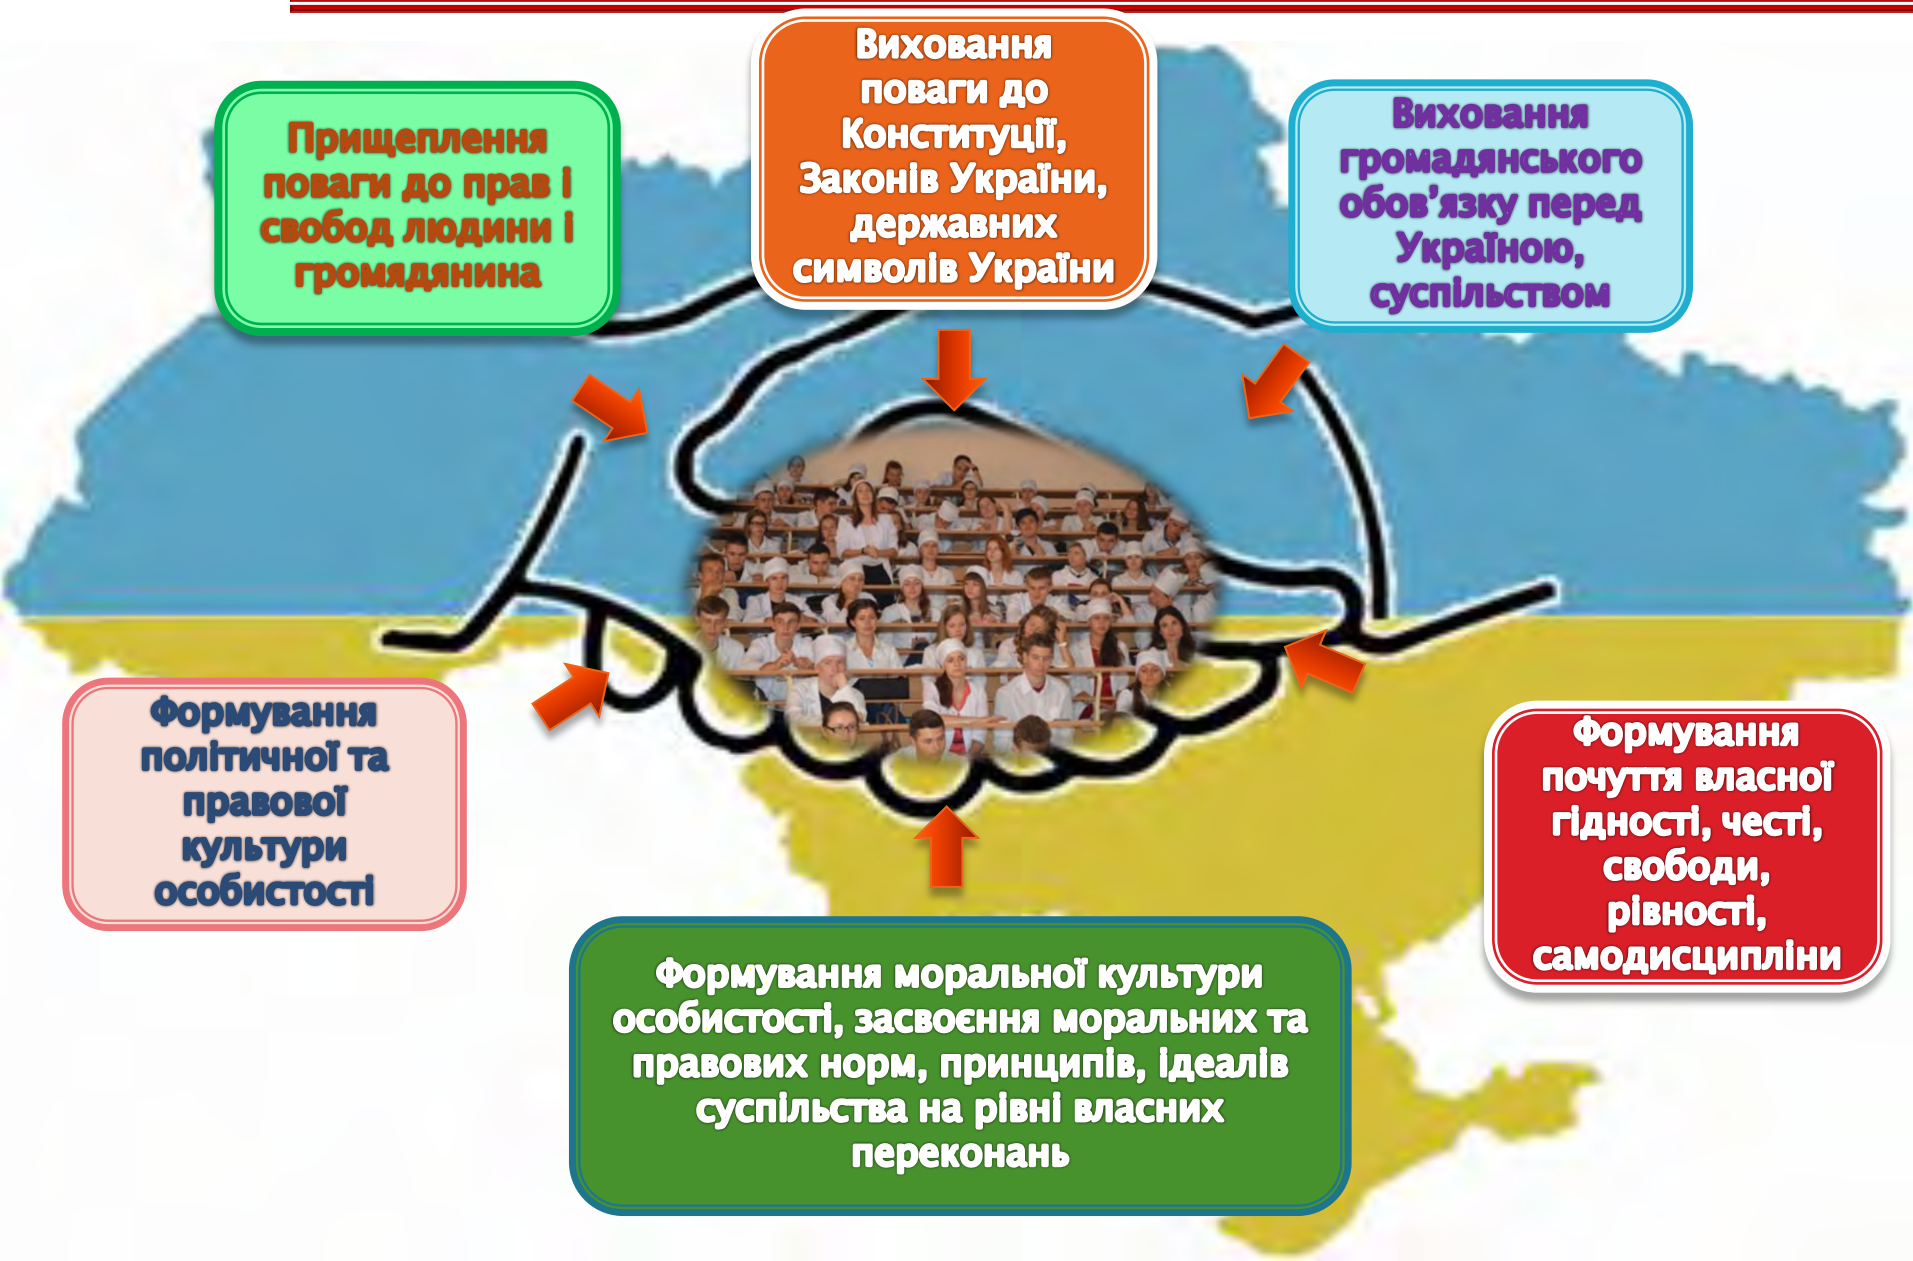 Виховання
поваги до
Конституції,
Законів України,
державних
символів України
Прищеплення
поваги до прав і
свобод людини і
громядянина
Виховання
громадянського
обов’язку перед
Україною,
суспільством
Формування
політичної та
правової
культури
особистості
Формування
почуття власної
гідності, честі,
свободи,
рівності,
самодисципліни
Формування моральної культури
особистості, засвоєння моральних та
правових норм, принципів, ідеалів
суспільства на рівні власних
переконань